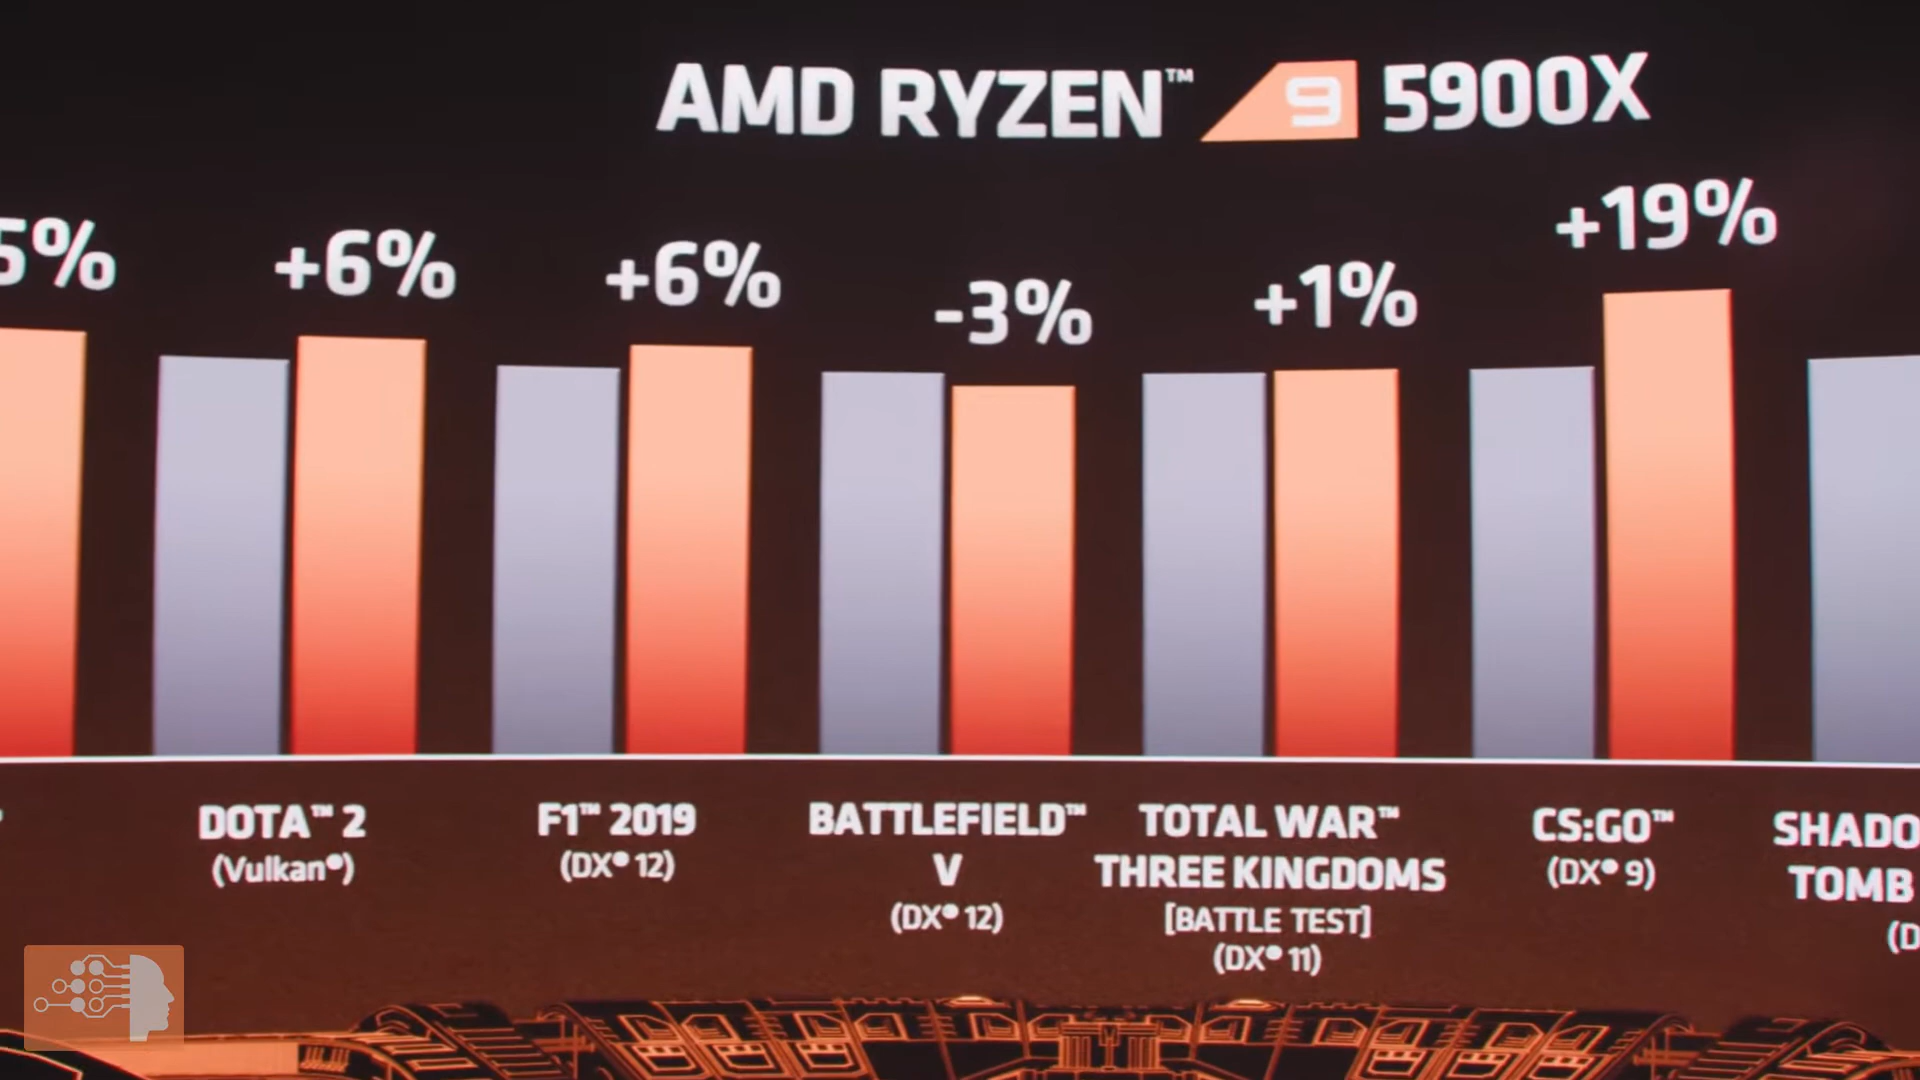 AMD RYZEN™ 9 5900X
5% +6% +6% -3% +1% +19%
DOTA™ 2
(Vulkan®)
F1™ 2019
(DX® 12)
BATTLEFIELD™
V
(DX® 12)
TOTAL WAR™
THREE KINGDOMS
[BATTLE TEST]
(DX® 11)
CS:GO™
(DX® 9)
SHADO
TOMB
(D